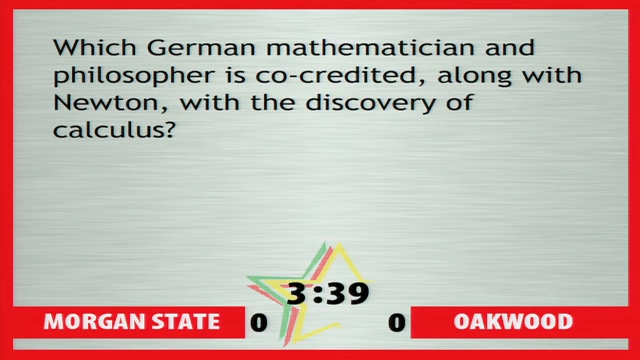 Which German mathematician and
philosopher is co-credited, along with
Newton, with the discovery of
calculus?
3:39
MORGAN STATE 0 0 OAKWOOD